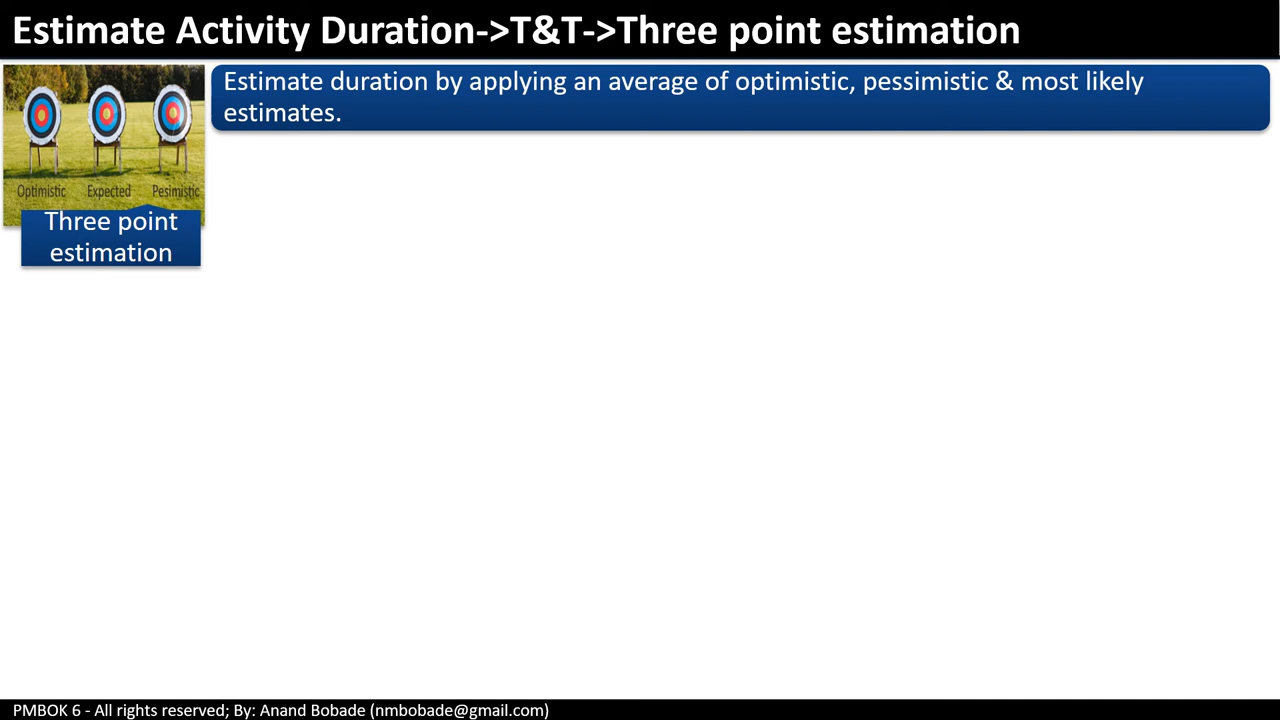 Estimate Activity Duration->T&T->Three point estimation
Estimate duration by applying an average of optimistic, pessimistic & most likely
estimates.
Optimistic Expected Pesimistic
Three point
estimation
PMBOK 6 - All rights reserved; By: Anand Bobade (nmbobade@gmail.com)